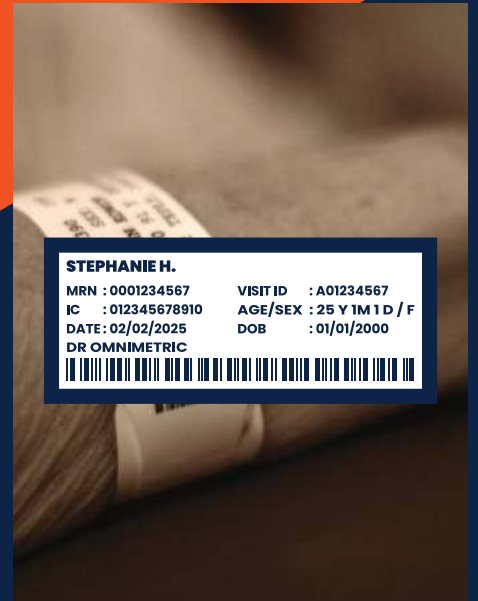 STEPHANIE H.
MRN : 0001234567 VISIT ID : A01234567
IC : 012345678910 AGE/SEX : 25 Y 1M 1 D / F
DATE : 02/02/2025 DOB : 01/01/2000
DR OMNIMETRIC